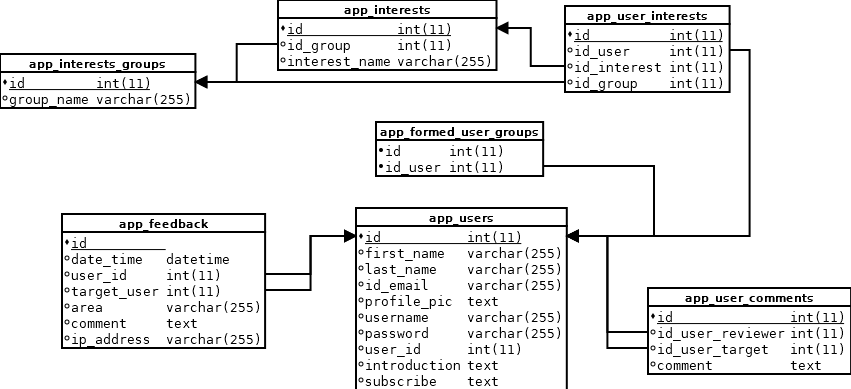 app_interests
id int(11)
id_group int(11)
interest_name varchar(255)
app_user_interests
id int(11)
id_user int(11)
id_interest int(11)
id_group int(11)
app_interests_groups
id int(11)
group_name varchar(255)
app_formed_user_groups
id int(11)
id_user int(11)
app_feedback
id
date_time datetime
user_id int(11)
target_user int(11)
area varchar(255)
comment text
ip_address varchar(255)
app_users
id int(11)
first_name varchar(255)
last_name varchar(255)
id_email varchar(255)
profile_pic text
username varchar(255)
password varchar(255)
user_id int(11)
introduction text
subscribe text
app_user_comments
id int(11)
id_user_reviewer int(11)
id_user_target int(11)
comment text